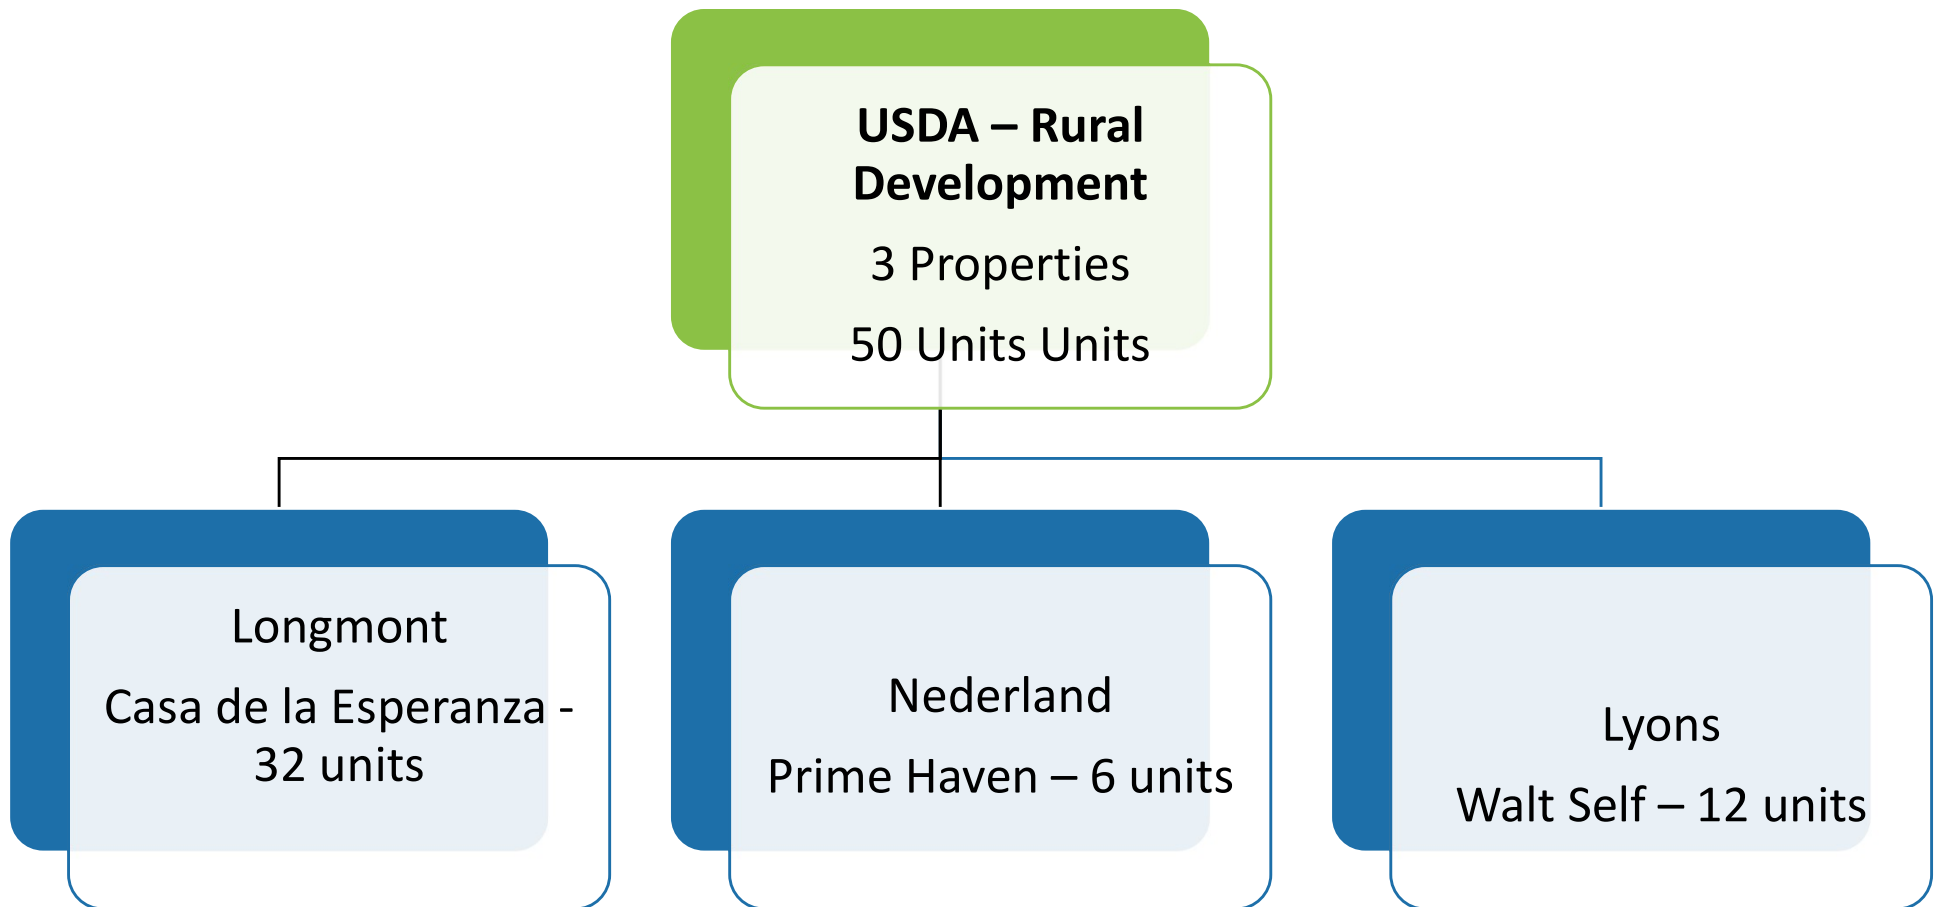 USDA – Rural
Development
3 Properties
50 Units Units
Longmont
Casa de la Esperanza -
32 units
Nederland
Prime Haven – 6 units
Lyons
Walt Self – 12 units